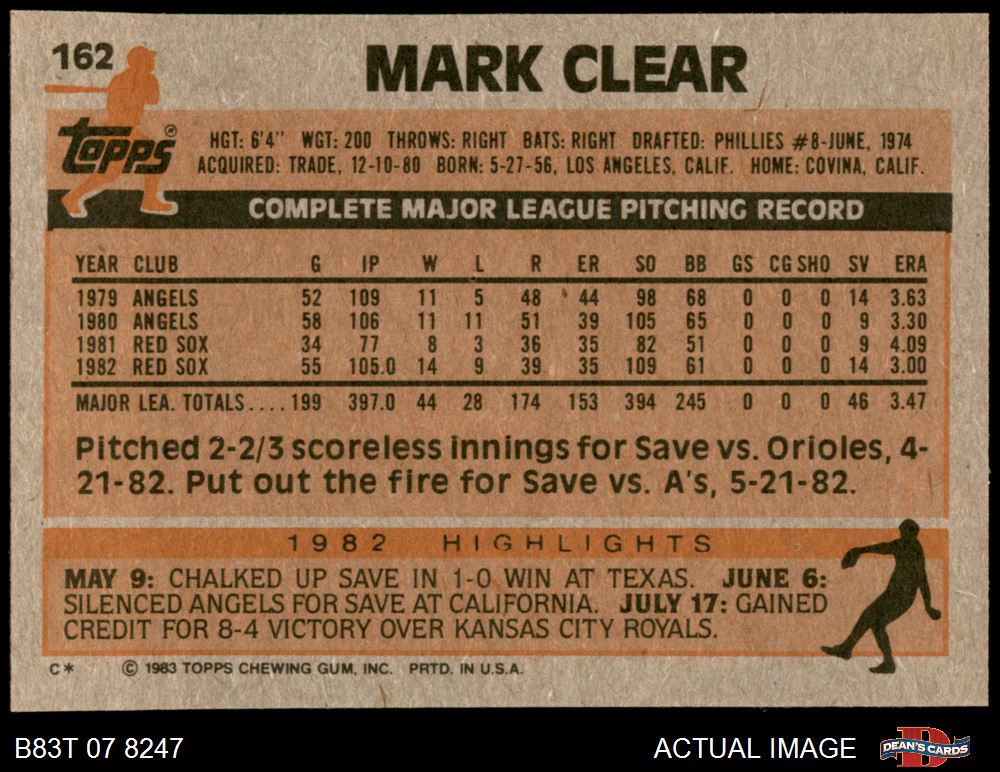 162
MARK CLEAR
Topps®
HGT: 6'4" WGT: 200 THROWS: RIGHT BATS: RIGHT DRAFTED: PHILLIES #8-JUNE, 1974
ACQUIRED: TRADE, 12-10-80 BORN: 5-27-56, LOS ANGELES, CALIF. HOME: COVINA, CALIF.
COMPLETE MAJOR LEAGUE PITCHING RECORD
YEAR CLUB G IP W L R ER SO BB GS CG SHO SV ERA
1979 ANGELS 52 109 11 5 48 44 98 68 0 0 0 14 3.63
1980 ANGELS 58 106 11 11 51 39 105 65 0 0 0 9 3.30
1981 RED SOX 34 77 8 3 36 35 82 51 0 0 0 9 4.09
1982 RED SOX 55 105.0 14 9 39 35 109 61 0 0 0 14 3.00
MAJOR LEA. TOTALS.... 199 397.0 44 28 174 153 394 245 0 0 0 46 3.47
Pitched 2-2/3 scoreless innings for Save vs. Orioles, 4-
21-82. Put out the fire for Save vs. A's, 5-21-82.
1982 HIGHLIGHTS
MAY 9: CHALKED UP SAVE IN 1-0 WIN AT TEXAS. JUNE 6:
SILENCED ANGELS FOR SAVE AT CALIFORNIA. JULY 17: GAINED
CREDIT FOR 8-4 VICTORY OVER KANSAS CITY ROYALS.
C* © 1983 TOPPS CHEWING GUM, INC. PRTD. IN U.S.A.
B83T 07 8247 ACTUAL IMAGE D DEAN'S CARDS